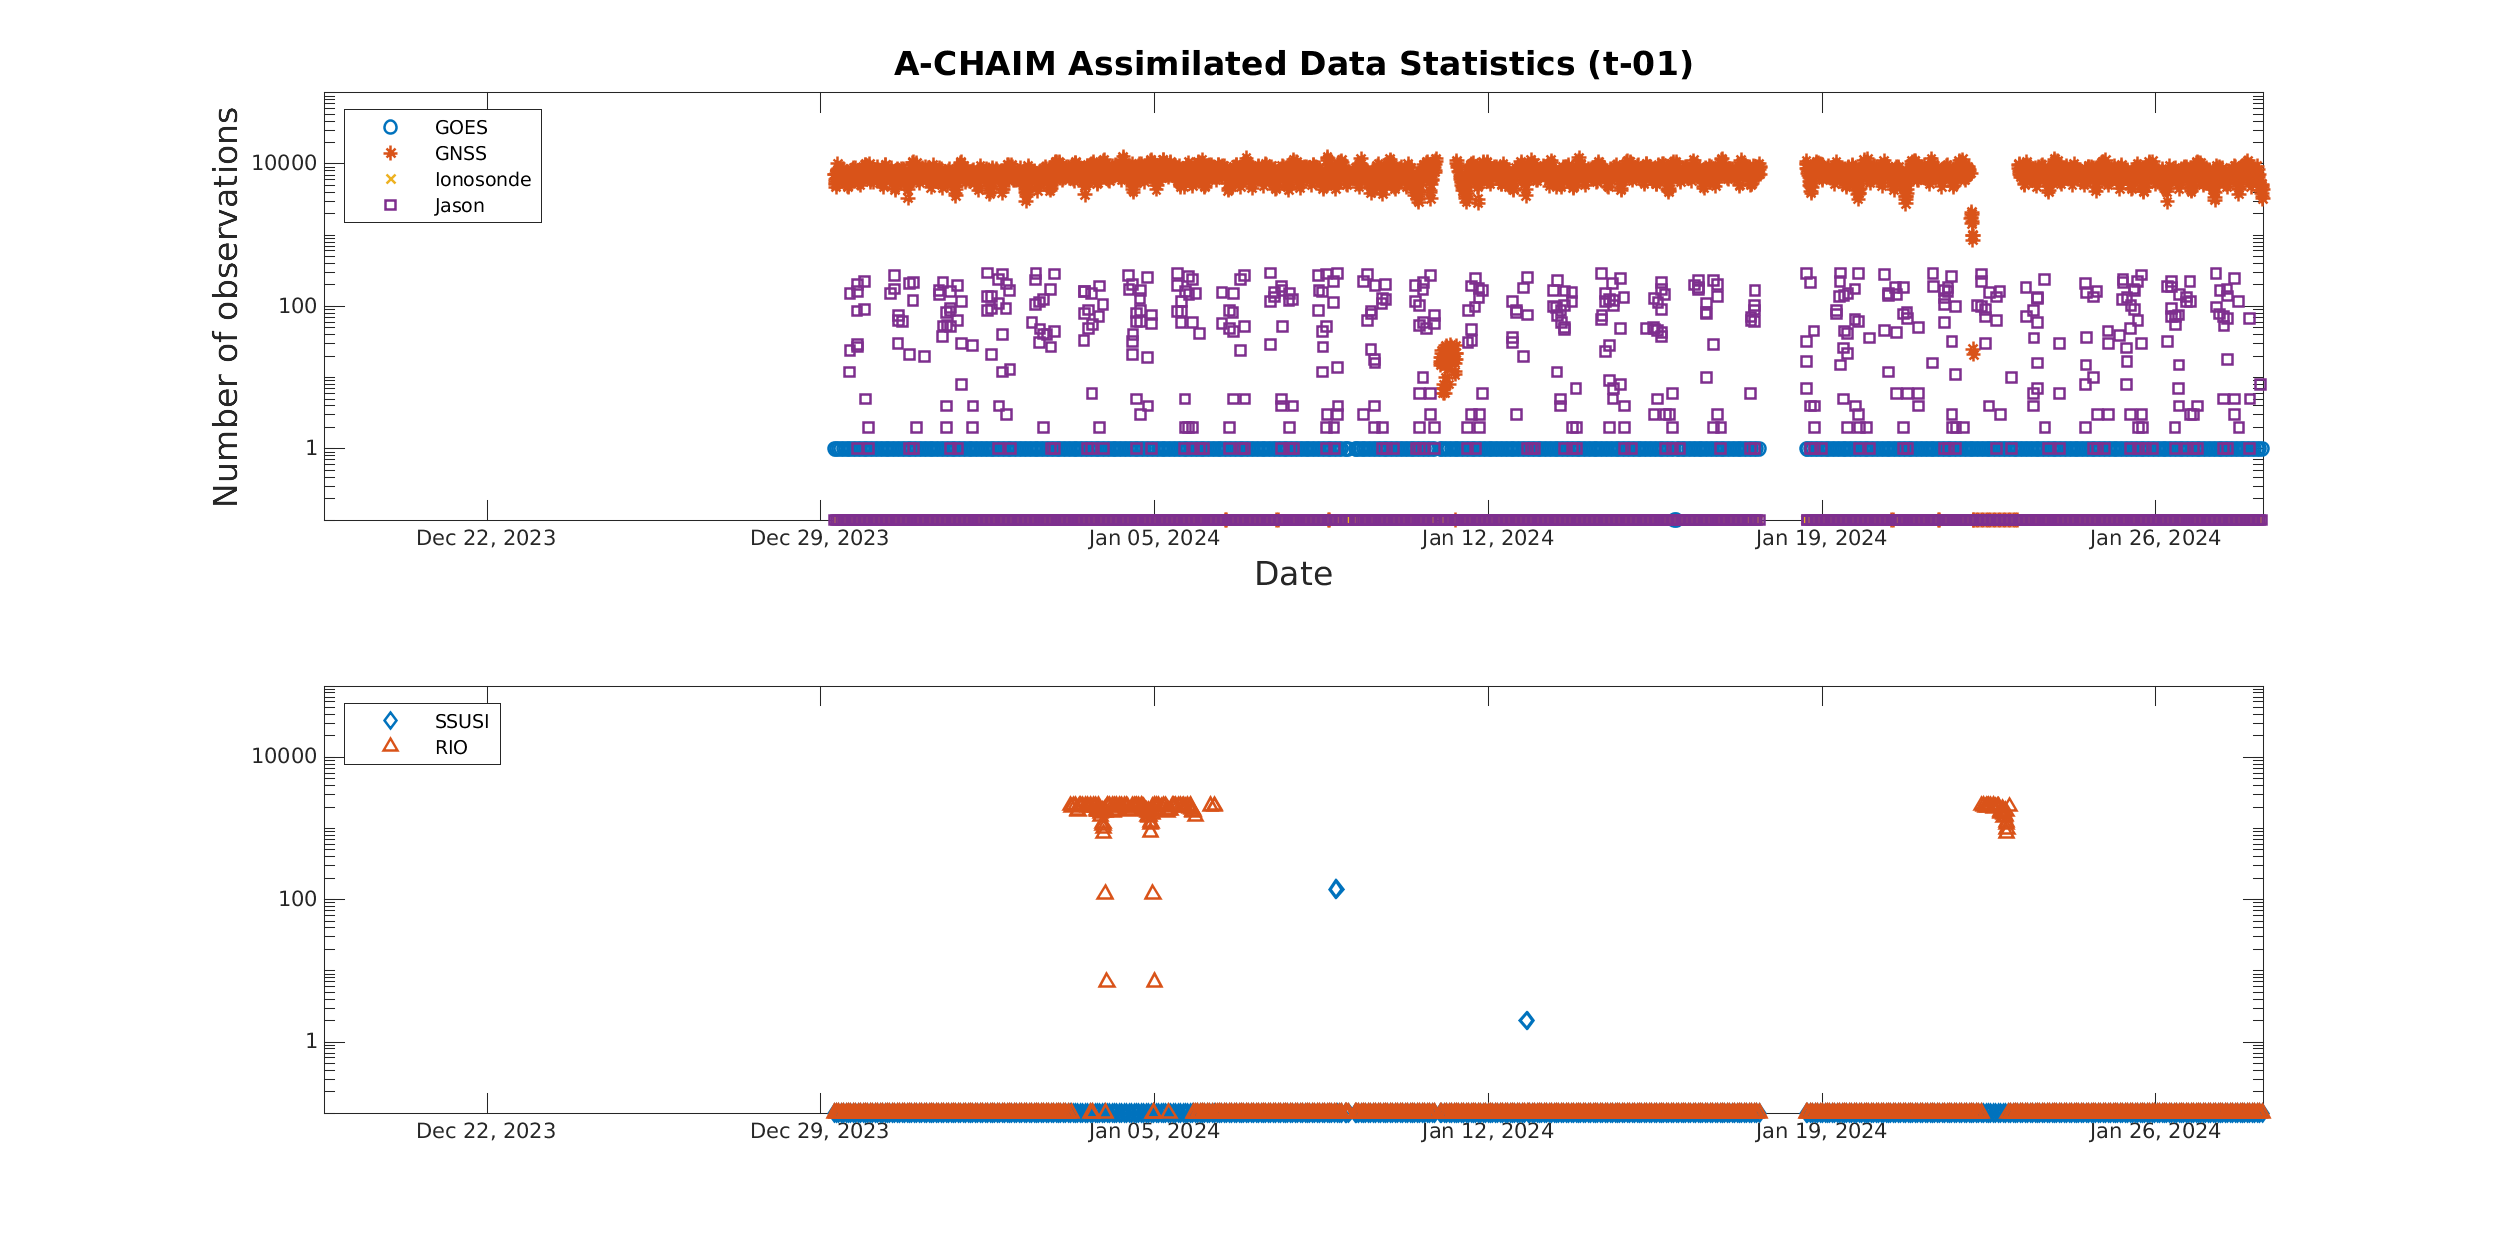 A-CHAIM Assimilated Data Statistics (t-01)
Number of observations
10000
100
1
GOES
GNSS
Ionosonde
Jason
Dec 22, 2023
Dec 29, 2023
Jan 05, 2024
Jan 12, 2024
Jan 19, 2024
Jan 26, 2024
Date
10000
100
1
SSUSI
RIO
Dec 22, 2023
Dec 29, 2023
Jan 05, 2024
Jan 12, 2024
Jan 19, 2024
Jan 26, 2024